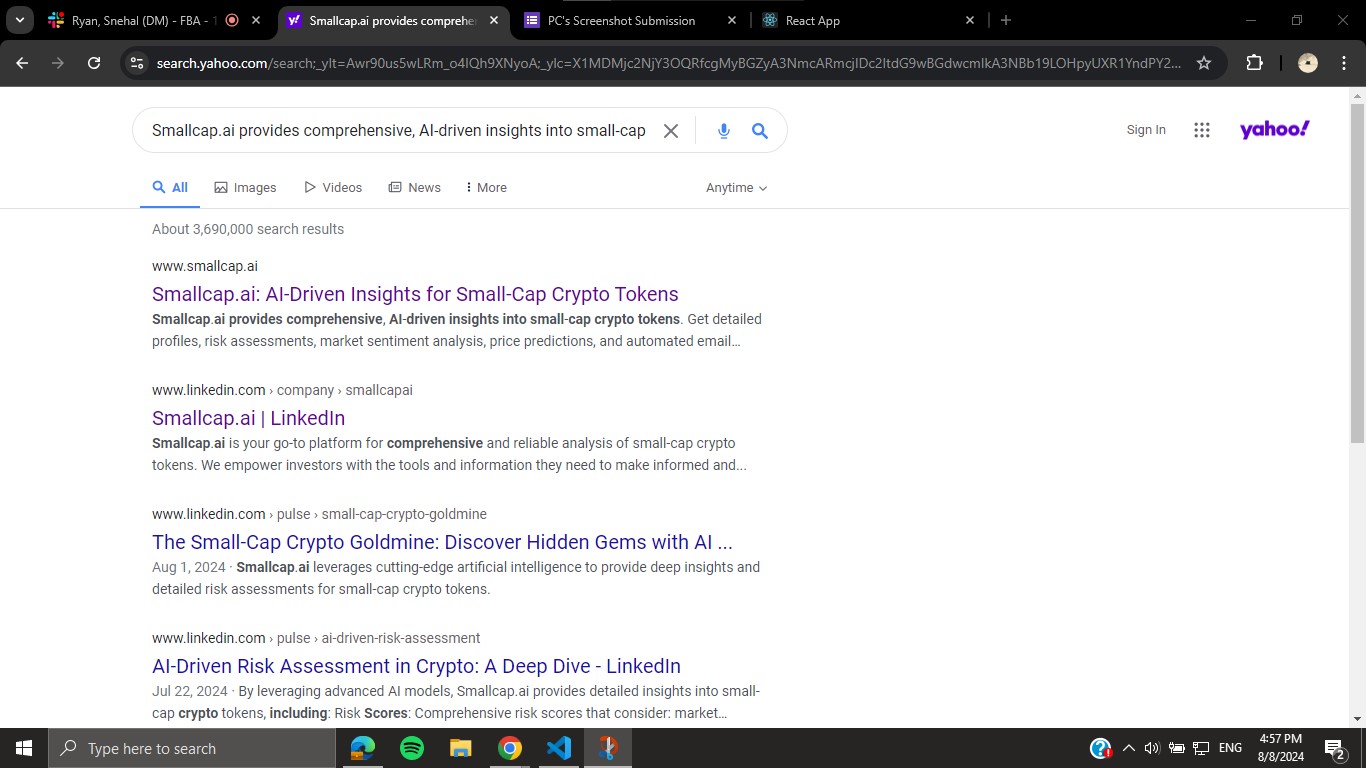 Ryan, Snehal (DM) - FBA - 1
Smallcap.ai provides comprehe
PC's Screenshot Submission
React App
search.yahoo.com/search;_ylt=Awr90us5wLRm_o4IQh9XNyoA;_ylc=X1MDMjc2NjY3OQRfcgMyBGZyA3NmcARmcjIDc2ItdG9wBGdwcmlkA3NBb19LOHpyUXR1YndPY2...
Smallcap.ai provides comprehensive, AI-driven insights into small-cap
Sign In
yahoo!
All
Images
Videos
News
More
Anytime
About 3,690,000 search results
www.smallcap.ai
Smallcap.ai: AI-Driven Insights for Small-Cap Crypto Tokens
Smallcap.ai provides comprehensive, AI-driven insights into small-cap crypto tokens. Get detailed
profiles, risk assessments, market sentiment analysis, price predictions, and automated email...
www.linkedin.com › company › smallcapai
Smallcap.ai | LinkedIn
Smallcap.ai is your go-to platform for comprehensive and reliable analysis of small-cap crypto
tokens. We empower investors with the tools and information they need to make informed and...
www.linkedin.com › pulse › small-cap-crypto-goldmine
The Small-Cap Crypto Goldmine: Discover Hidden Gems with AI ...
Aug 1, 2024 · Smallcap.ai leverages cutting-edge artificial intelligence to provide deep insights and
detailed risk assessments for small-cap crypto tokens.
www.linkedin.com › pulse › ai-driven-risk-assessment
AI-Driven Risk Assessment in Crypto: A Deep Dive - LinkedIn
Jul 22, 2024 · By leveraging advanced AI models, Smallcap.ai provides detailed insights into small-
cap crypto tokens, including: Risk Scores: Comprehensive risk scores that consider: market...
Type here to search
ENG
4:57 PM
8/8/2024
2